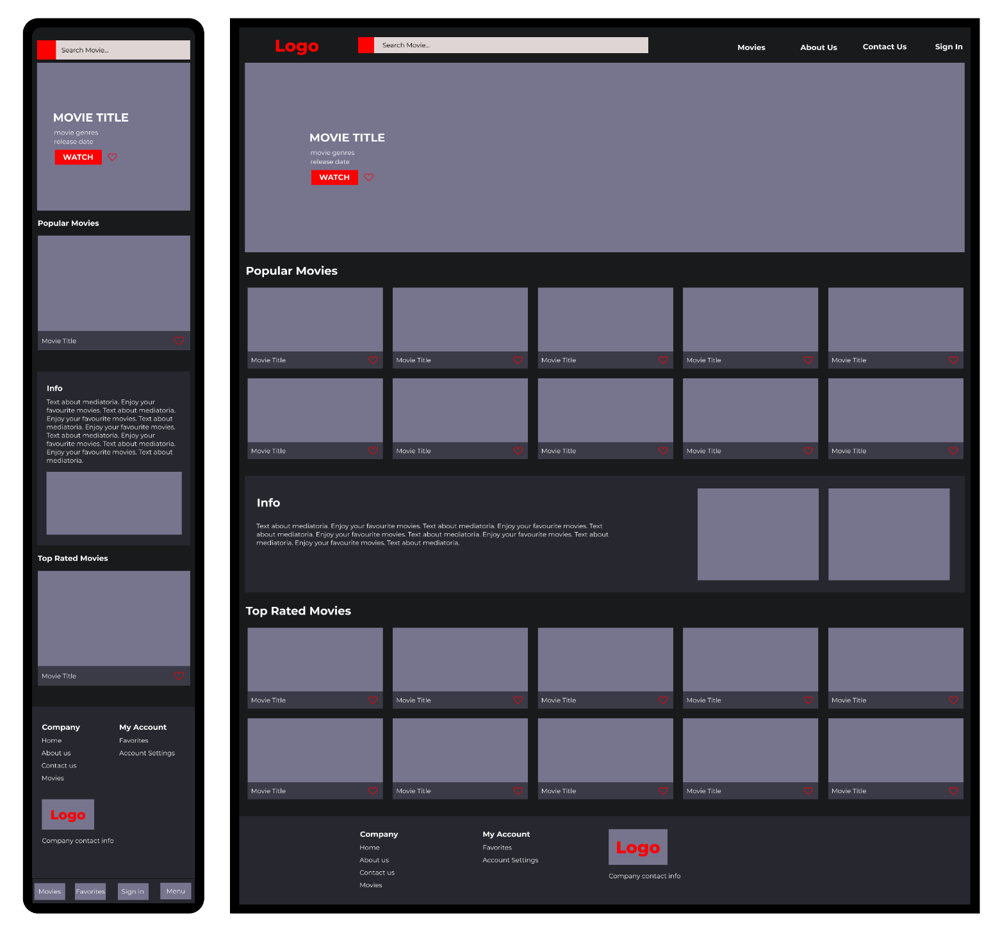 Search Movie...
MOVIE TITLE
movie genres
release date
WATCH
Popular Movies
Movie Title
Info
Text about mediatoria. Enjoy your
favourite movies. Text about mediatoria.
Enjoy your favourite movies. Text about
mediatoria. Enjoy your favourite movies.
Text about mediatoria. Enjoy your
favourite movies. Text about mediatoria.
Enjoy your favourite movies. Text about
mediatoria.
Top Rated Movies
Movie Title
Company
Home
About us
Contact us
Movies
My Account
Favorites
Account Settings
Logo
Company contact info
Movies Favorites Sign in Menu
Logo
Search Movie...
Movies About Us Contact Us Sign In
MOVIE TITLE
movie genres
release date
WATCH
Popular Movies
Movie Title Movie Title Movie Title Movie Title Movie Title
Movie Title Movie Title Movie Title Movie Title Movie Title
Info
Text about mediatoria. Enjoy your favourite movies. Text about mediatoria. Enjoy your favourite movies. Text
about mediatoria. Enjoy your favourite movies. Text about mediatoria. Enjoy your favourite movies. Text about
mediatoria. Enjoy your favourite movies. Text about mediatoria.
Top Rated Movies
Movie Title Movie Title Movie Title Movie Title Movie Title
Movie Title Movie Title Movie Title Movie Title Movie Title
Company
Home
About us
Contact us
Movies
My Account
Favorites
Account Settings
Logo
Company contact info